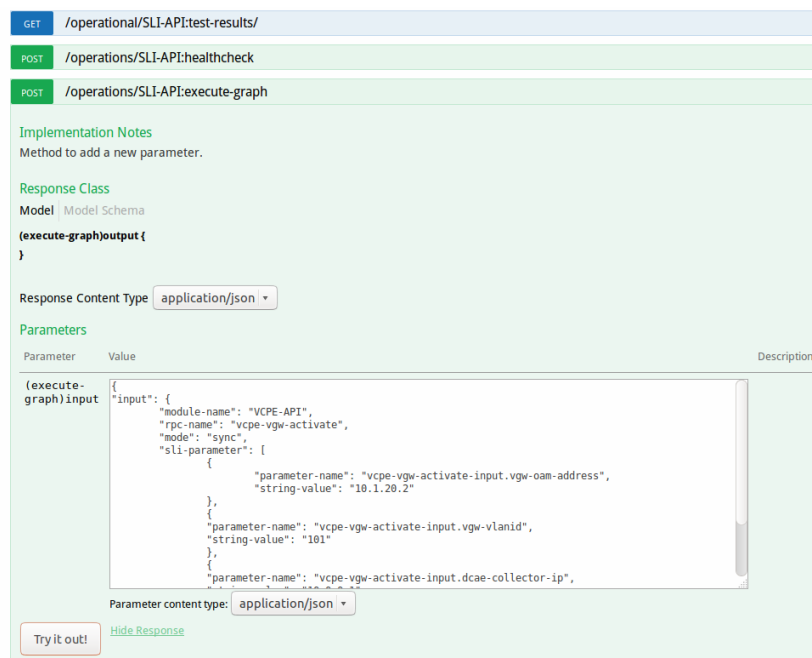 GET /operational/SLI-API:test-results/
POST /operations/SLI-API:healthcheck
POST /operations/SLI-API:execute-graph
Implementation Notes
Method to add a new parameter.
Response Class
Model Model Schema
(execute-graph)output {
}
Response Content Type application/json
Parameters
Parameter Value Description
(execute-
graph)input
{
"input": {
"module-name": "VCPE-API",
"rpc-name": "vcpe-vgw-activate",
"mode": "sync",
"sli-parameter": [
{
"parameter-name": "vcpe-vgw-activate-input.vgw-oam-address",
"string-value": "10.1.20.2"
},
{
"parameter-name": "vcpe-vgw-activate-input.vgw-vlanid",
"string-value": "101"
},
{
"parameter-name": "vcpe-vgw-activate-input.dcae-collector-ip",
Parameter content type: application/json
Try it out! Hide Response